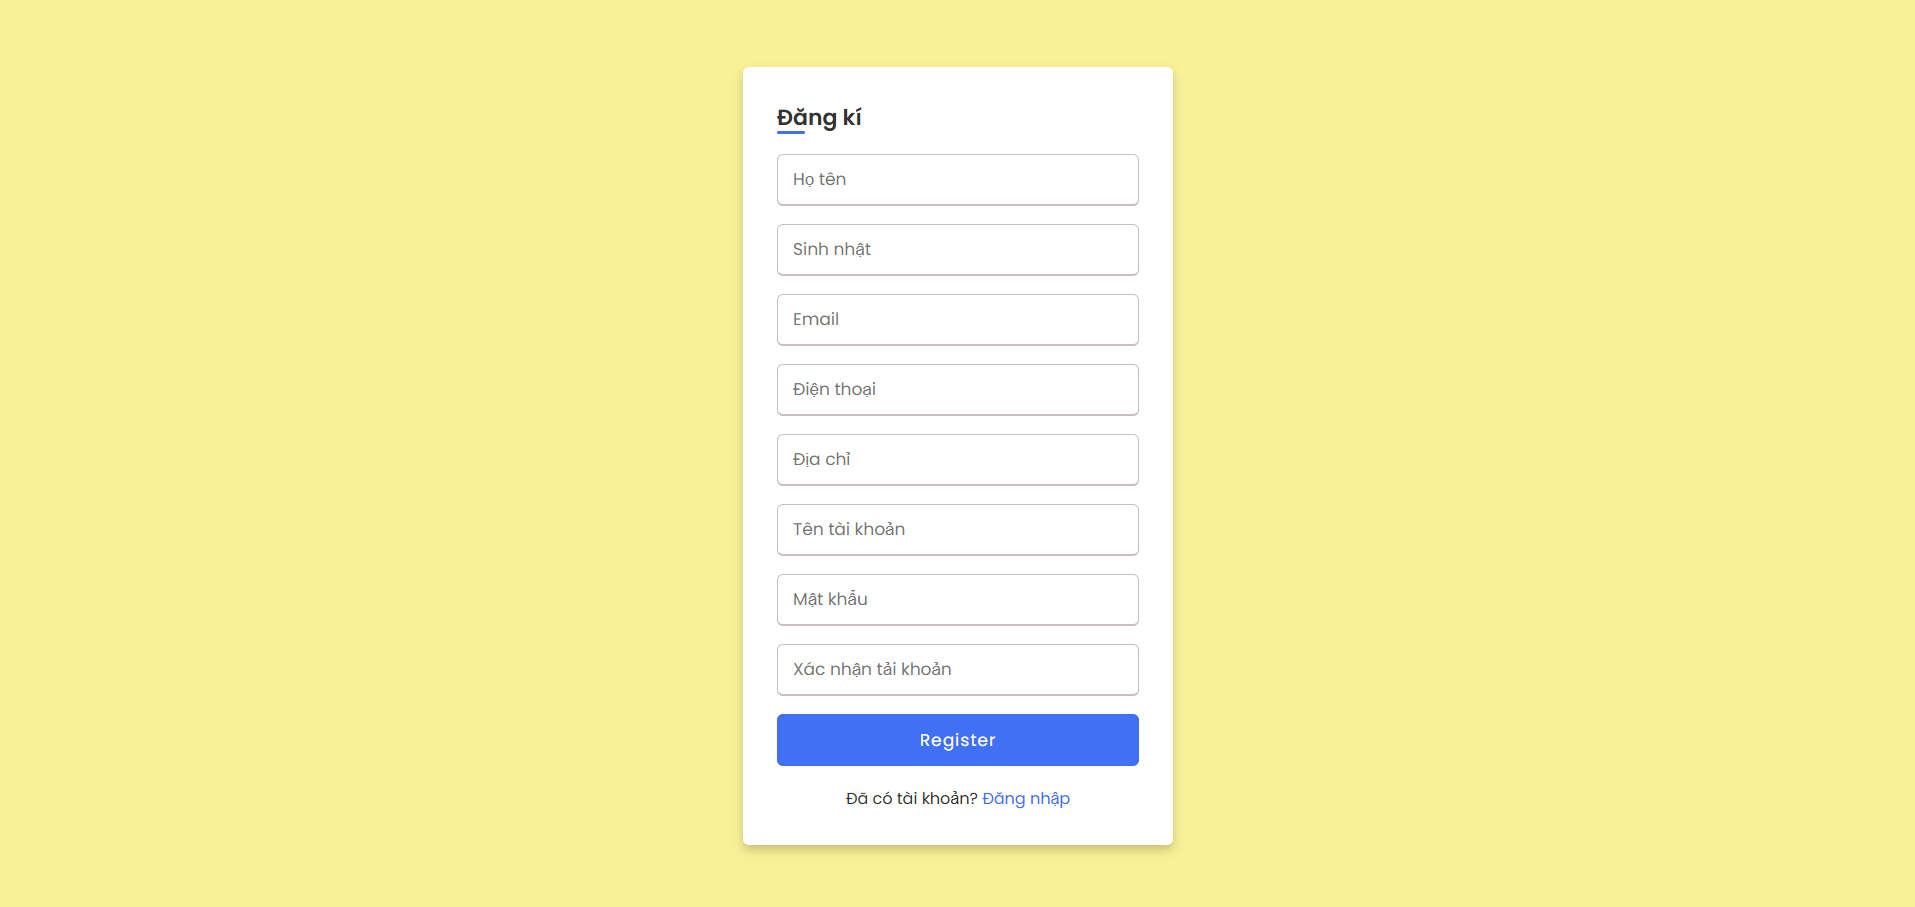 Đăng kí
Họ tên
Sinh nhật
Email
Điện thoại
Địa chỉ
Tên tài khoản
Mật khẩu
Xác nhận tải khoản
Register
Đã có tài khoản? Đăng nhập